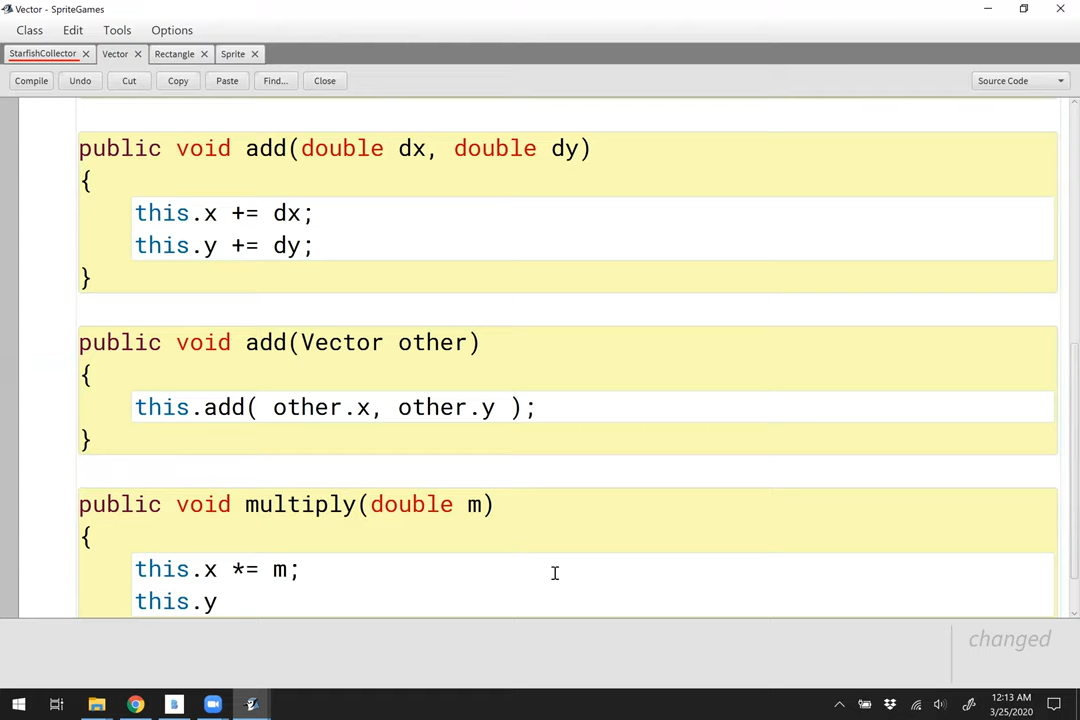 Vector - SpriteGames
Class Edit Tools Options
StarfishCollector Vector Rectangle Sprite
Compile Undo Cut Copy Paste Find... Close Source Code
public void add(double dx, double dy)
{
this.x += dx;
this.y += dy;
}
public void add(Vector other)
{
this.add( other.x, other.y );
}
public void multiply(double m)
{
this.x *= m;
this.y
changed
12:13 AM
3/25/2020